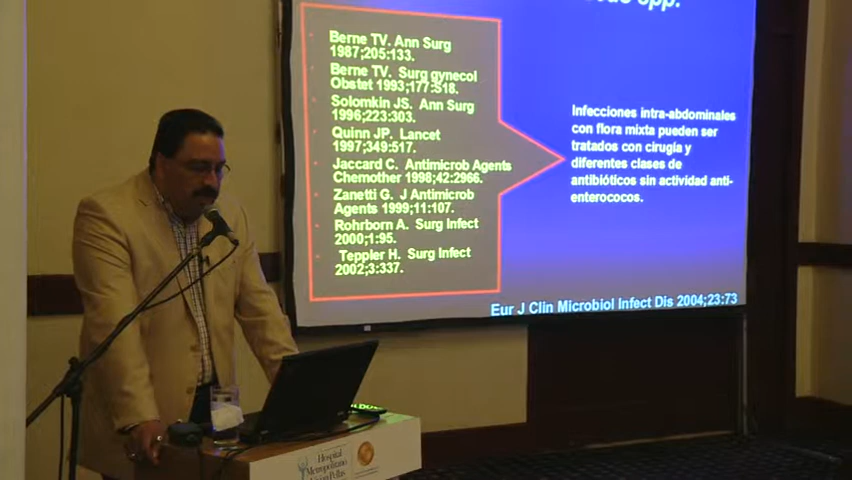 spp.
Berne TV. Ann Surg
1987;205:133.
Berne TV. Surg gynecol
Obstet 1993;177:S18.
Solomkin JS. Ann Surg
1996;223:303.
Quinn JP. Lancet
1997;349:517.
Jaccard C. Antimicrob Agents
Chemother 1998;42:2966.
Zanetti G. J Antimicrob
Agents 1999;11:107.
Rohrborn A. Surg Infect
2000;1:95.
Teppler H. Surg Infect
2002;3:337.
Infecciones intra-abdominales
con flora mixta pueden ser
tratados con cirugía y
diferentes clases de
antibióticos sin actividad anti-
enterococos.
Eur J Clin Microbiol Infect Dis 2004;23:73
Hospital
Metropolitano